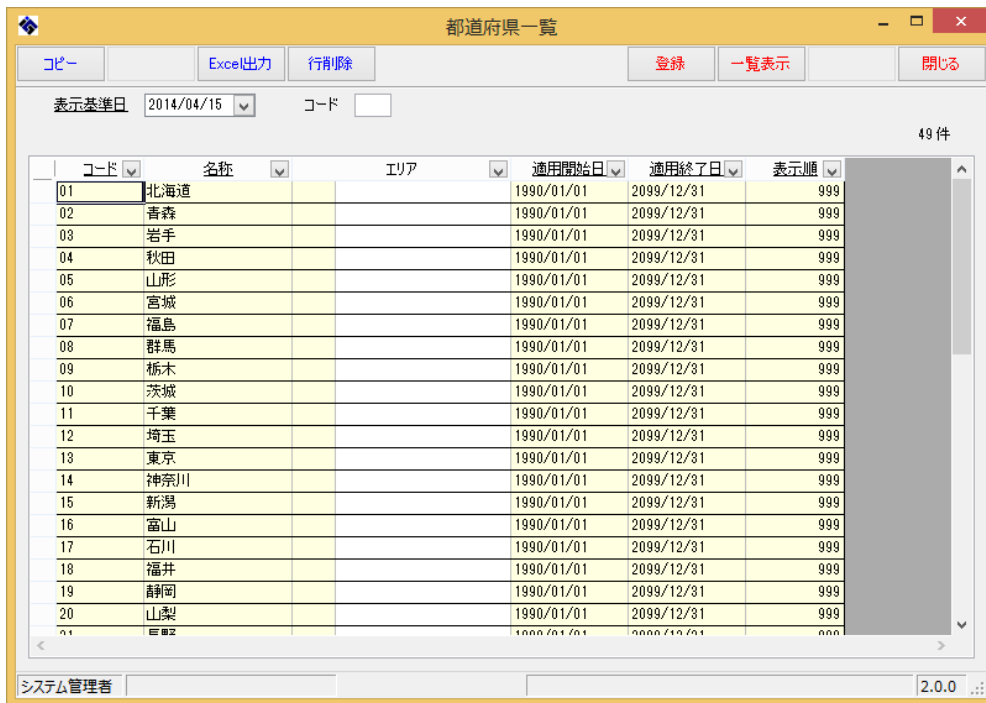 都道府県一覧
コピー Excel出力 行削除 登録 一覧表示 閉じる
表示基準日 2014/04/15 コード
49件
コード 名称 エリア 適用開始日 適用終了日 表示順
01 北海道 1990/01/01 2099/12/31 999
02 青森 1990/01/01 2099/12/31 999
03 岩手 1990/01/01 2099/12/31 999
04 秋田 1990/01/01 2099/12/31 999
05 山形 1990/01/01 2099/12/31 999
06 宮城 1990/01/01 2099/12/31 999
07 福島 1990/01/01 2099/12/31 999
08 群馬 1990/01/01 2099/12/31 999
09 栃木 1990/01/01 2099/12/31 999
10 茨城 1990/01/01 2099/12/31 999
11 千葉 1990/01/01 2099/12/31 999
12 埼玉 1990/01/01 2099/12/31 999
13 東京 1990/01/01 2099/12/31 999
14 神奈川 1990/01/01 2099/12/31 999
15 新潟 1990/01/01 2099/12/31 999
16 富山 1990/01/01 2099/12/31 999
17 石川 1990/01/01 2099/12/31 999
18 福井 1990/01/01 2099/12/31 999
19 静岡 1990/01/01 2099/12/31 999
20 山梨 1990/01/01 2099/12/31 999
システム管理者 2.0.0